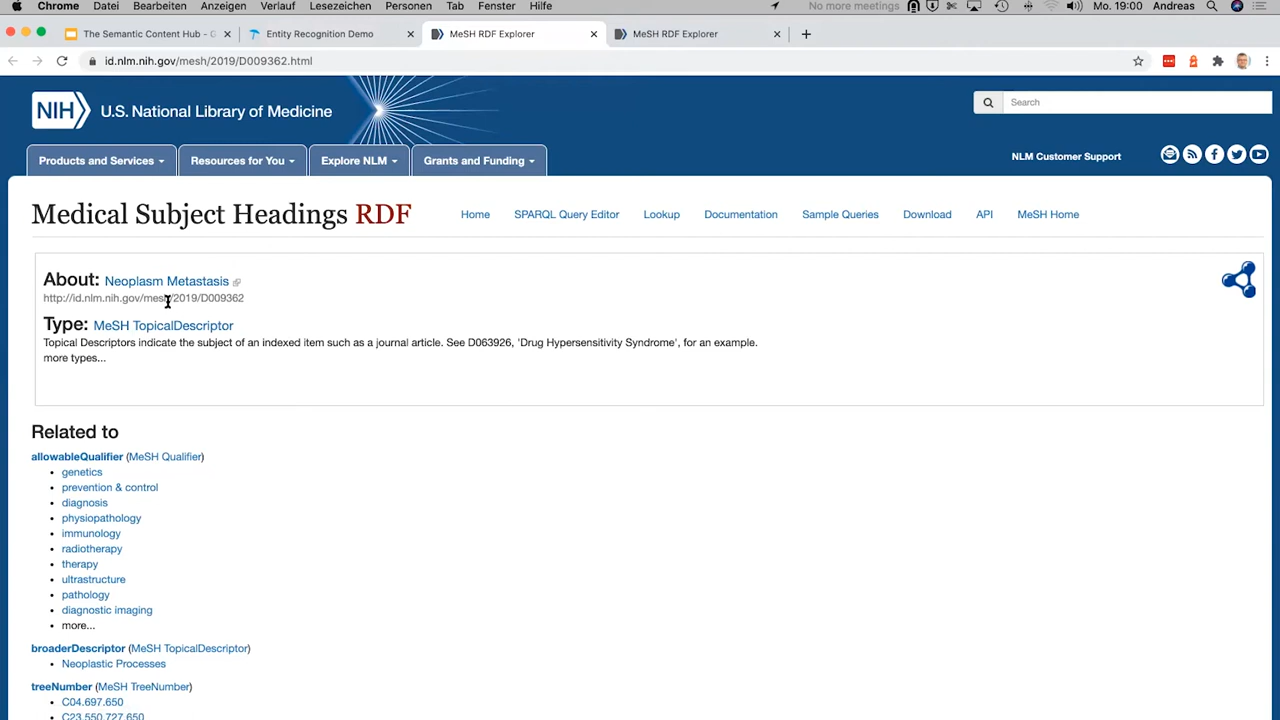 Chrome Datei Bearbeiten Anzeigen Verlauf Lesezeichen Personen Tab Fenster Hilfe No more meetings Mo. 19:00 Andreas
The Semantic Content Hub - G Entity Recognition Demo MeSH RDF Explorer MeSH RDF Explorer
id.nlm.nih.gov/mesh/2019/D009362.html
NIH U.S. National Library of Medicine
Search
Products and Services Resources for You Explore NLM Grants and Funding NLM Customer Support
Medical Subject Headings RDF Home SPARQL Query Editor Lookup Documentation Sample Queries Download API MeSH Home
About: Neoplasm Metastasis
http://id.nlm.nih.gov/mesh/2019/D009362
Type: MeSH TopicalDescriptor
Topical Descriptors indicate the subject of an indexed item such as a journal article. See D063926, 'Drug Hypersensitivity Syndrome', for an example.
more types...
Related to
allowableQualifier (MeSH Qualifier)
• genetics
• prevention & control
• diagnosis
• physiopathology
• immunology
• radiotherapy
• therapy
• ultrastructure
• pathology
• diagnostic imaging
• more...
broaderDescriptor (MeSH TopicalDescriptor)
• Neoplastic Processes
treeNumber (MeSH TreeNumber)
• C04.697.650
• C23.550.727.650